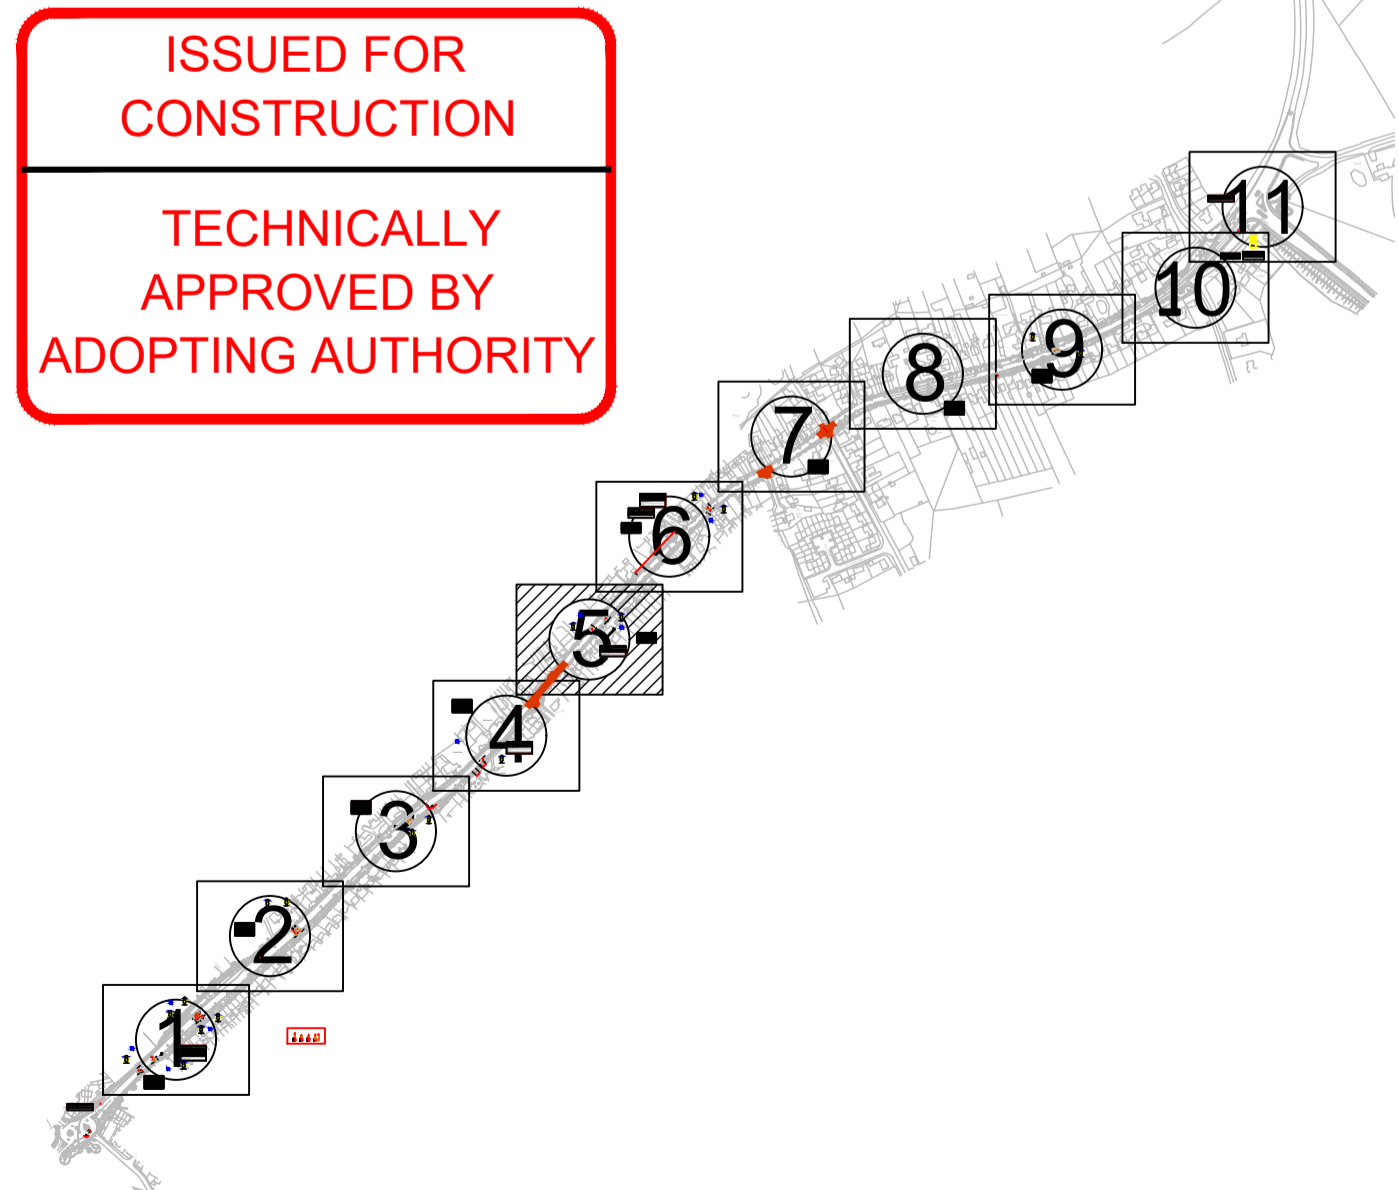 ISSUED FOR
CONSTRUCTION
TECHNICALLY
APPROVED BY
ADOPTING AUTHORITY
11
10
9
8
7
6
5
4
3
2
1